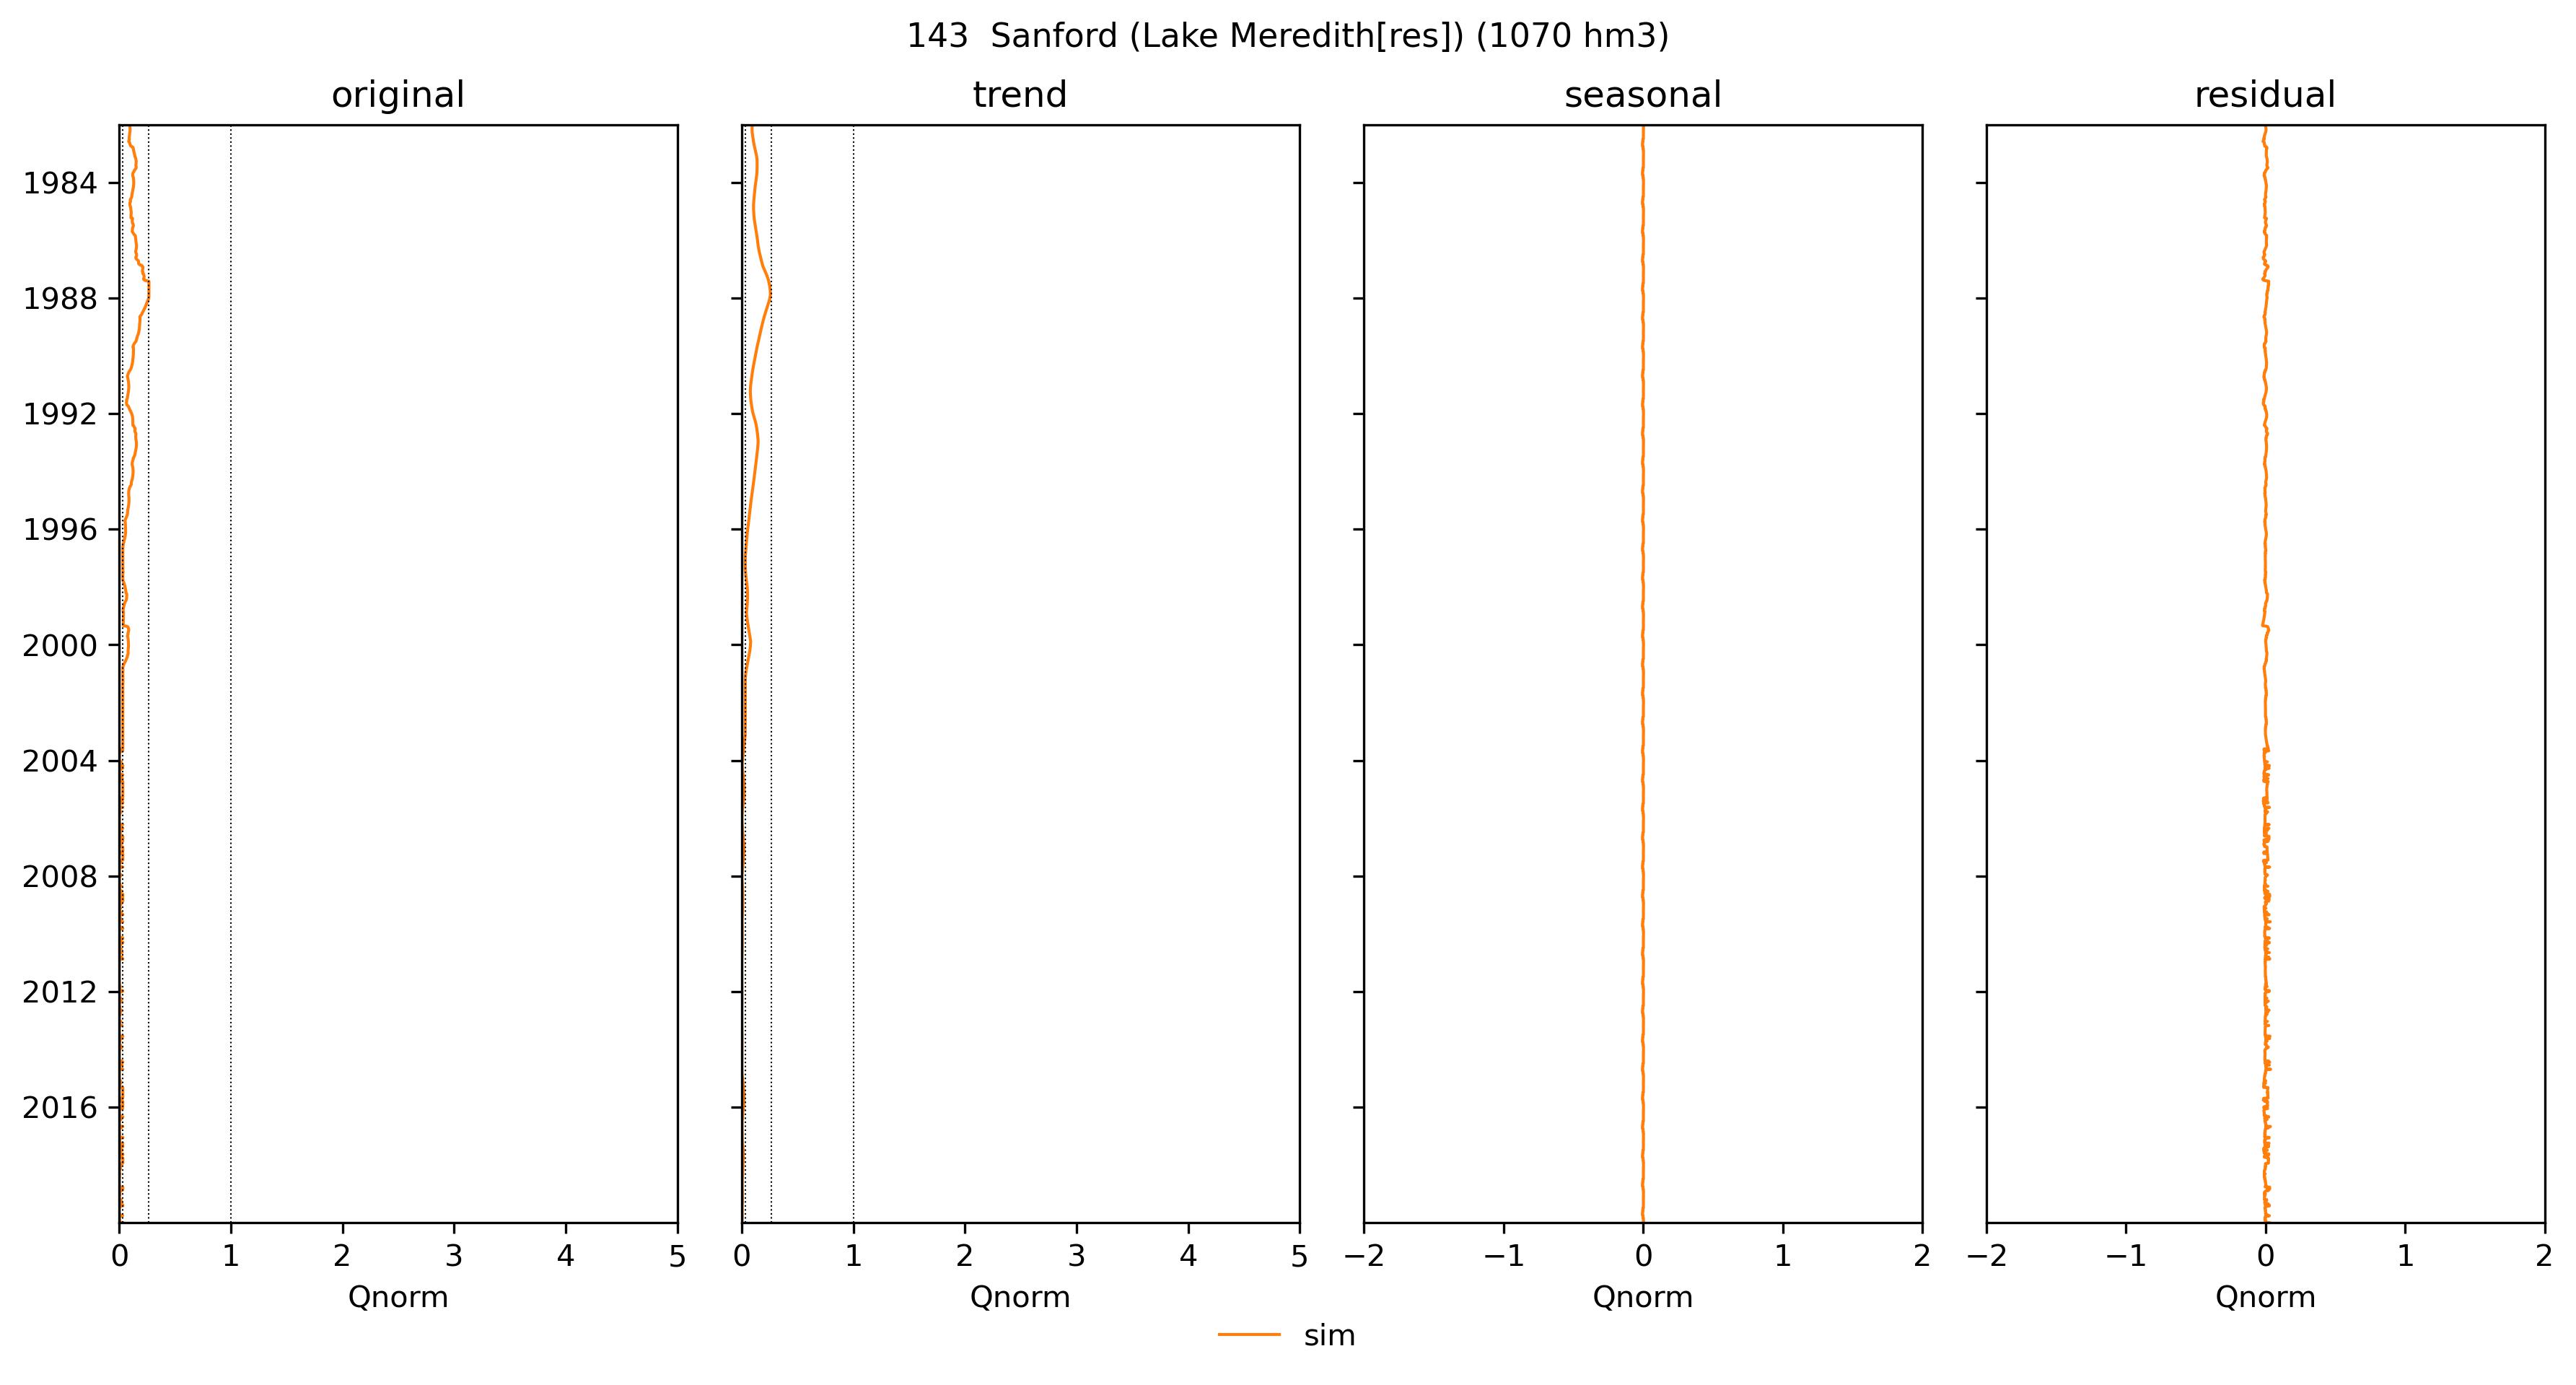 143  Sanford (Lake Meredith[res]) (1070 hm3)
original
trend
seasonal
residual
1984
1988
1992
1996
2000
2004
2008
2012
2016
0 1 2 3 4 5
0 1 2 3 4 5
−2 −1 0 1 2
−2 −1 0 1 2
Qnorm
Qnorm
Qnorm
Qnorm
sim